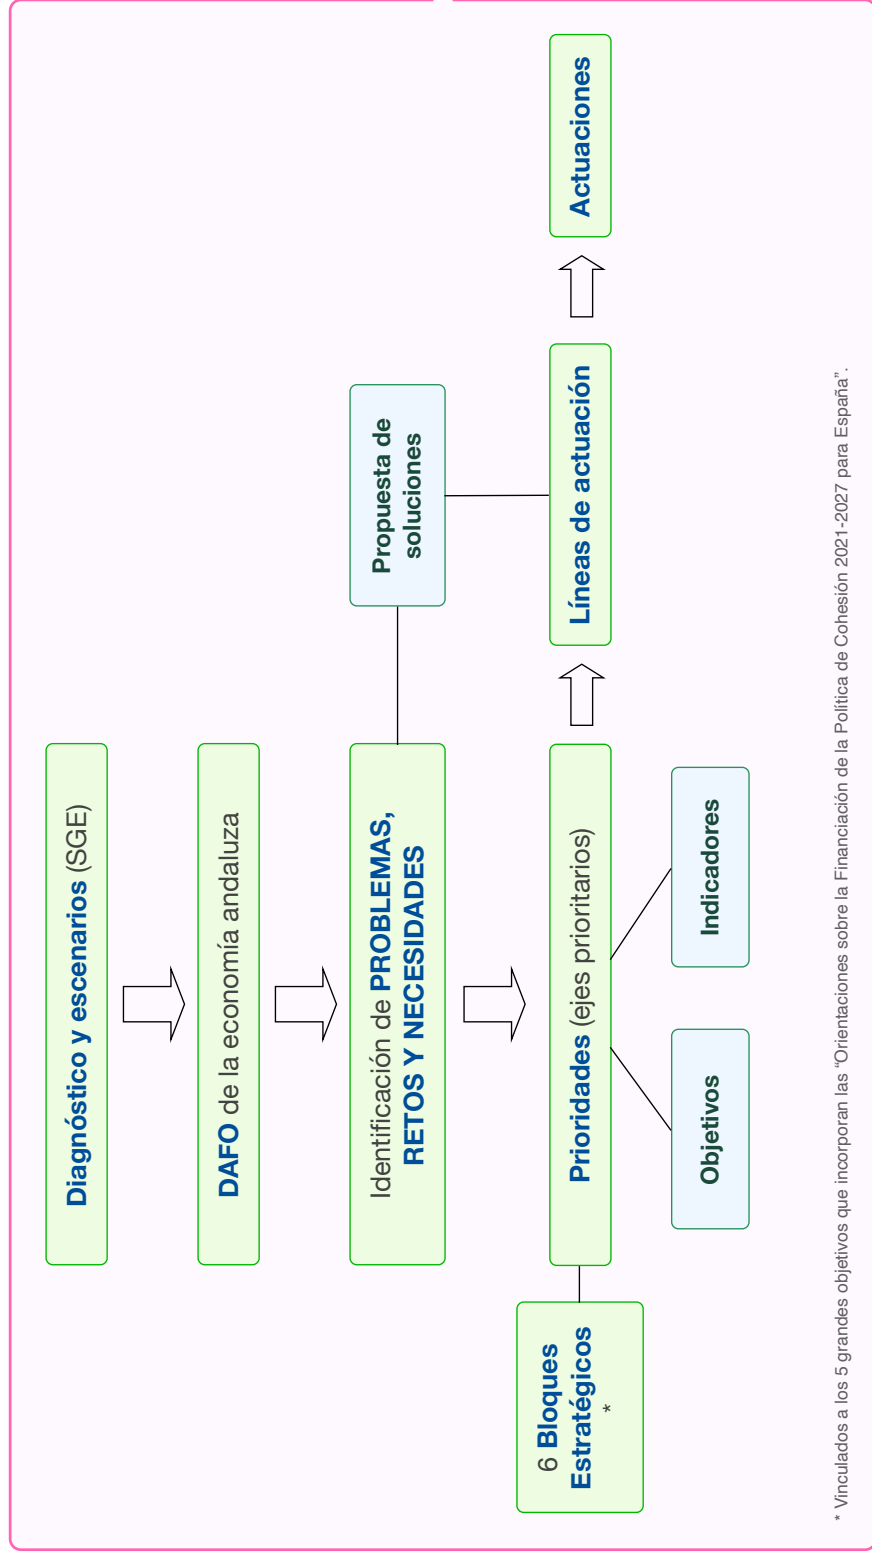 Diagnóstico y escenarios (SGE)
DAFO de la economía andaluza
Identificación de PROBLEMAS,
RETOS Y NECESIDADES
Propuesta de
soluciones
6 Bloques
Estratégicos
*
Prioridades (ejes prioritarios)
Líneas de actuación
Actuaciones
Objetivos
Indicadores
* Vinculados a los 5 grandes objetivos que incorporan las “Orientaciones sobre la Financiación de la Política de Cohesión 2021-2027 para España”.